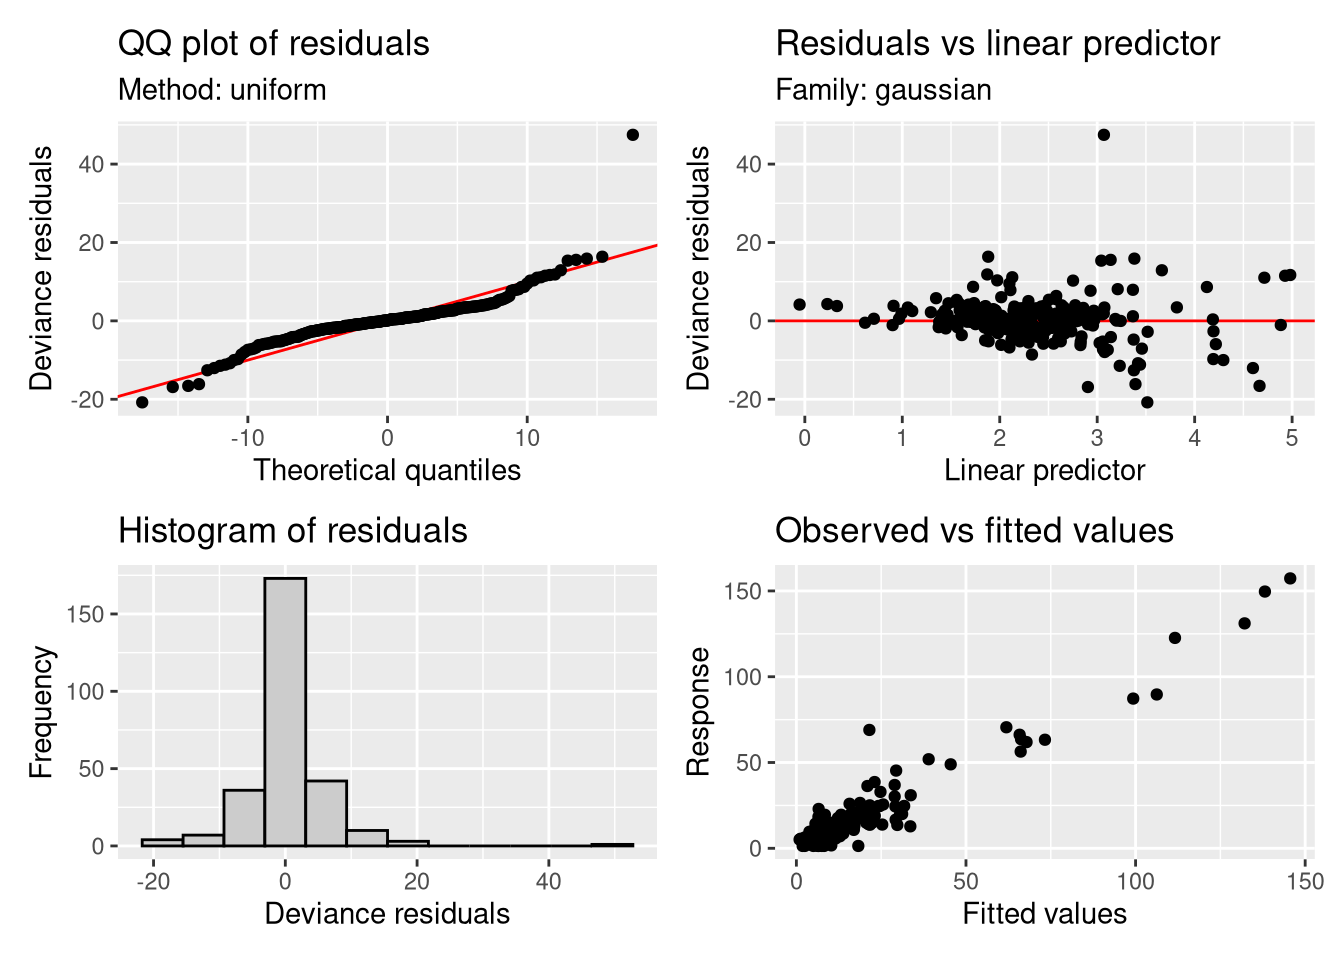 QQ plot of residuals
Method: uniform
Deviance residuals
40
20
0
-20
-10
0
10
Theoretical quantiles
Residuals vs linear predictor
Family: gaussian
Deviance residuals
40
20
0
-20
0
1
2
3
4
5
Linear predictor
Histogram of residuals
Frequency
150
100
50
0
-20
0
20
40
Deviance residuals
Observed vs fitted values
Response
150
100
50
0
0
50
100
150
Fitted values